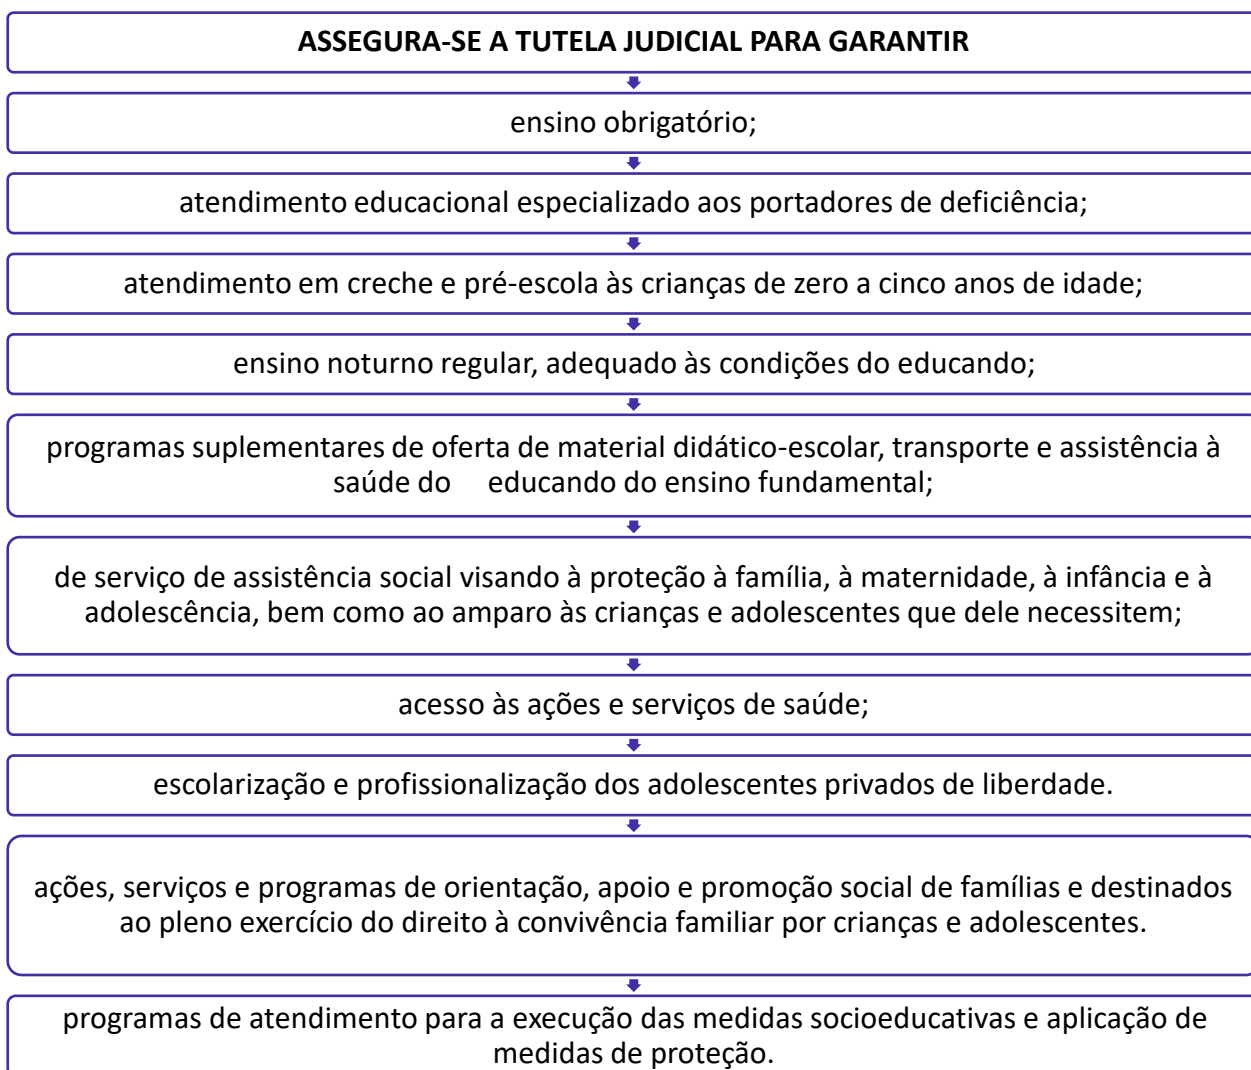 ASSEGURA-SE A TUTELA JUDICIAL PARA GARANTIR
ensino obrigatório;
atendimento educacional especializado aos portadores de deficiência;
atendimento em creche e pré-escola às crianças de zero a cinco anos de idade;
ensino noturno regular, adequado às condições do educando;
programas suplementares de oferta de material didático-escolar, transporte e assistência à
saúde do educando do ensino fundamental;
de serviço de assistência social visando à proteção à família, à maternidade, à infância e à
adolescência, bem como ao amparo às crianças e adolescentes que dele necessitem;
acesso às ações e serviços de saúde;
escolarização e profissionalização dos adolescentes privados de liberdade.
ações, serviços e programas de orientação, apoio e promoção social de famílias e destinados
ao pleno exercício do direito à convivência familiar por crianças e adolescentes.
programas de atendimento para a execução das medidas socioeducativas e aplicação de
medidas de proteção.